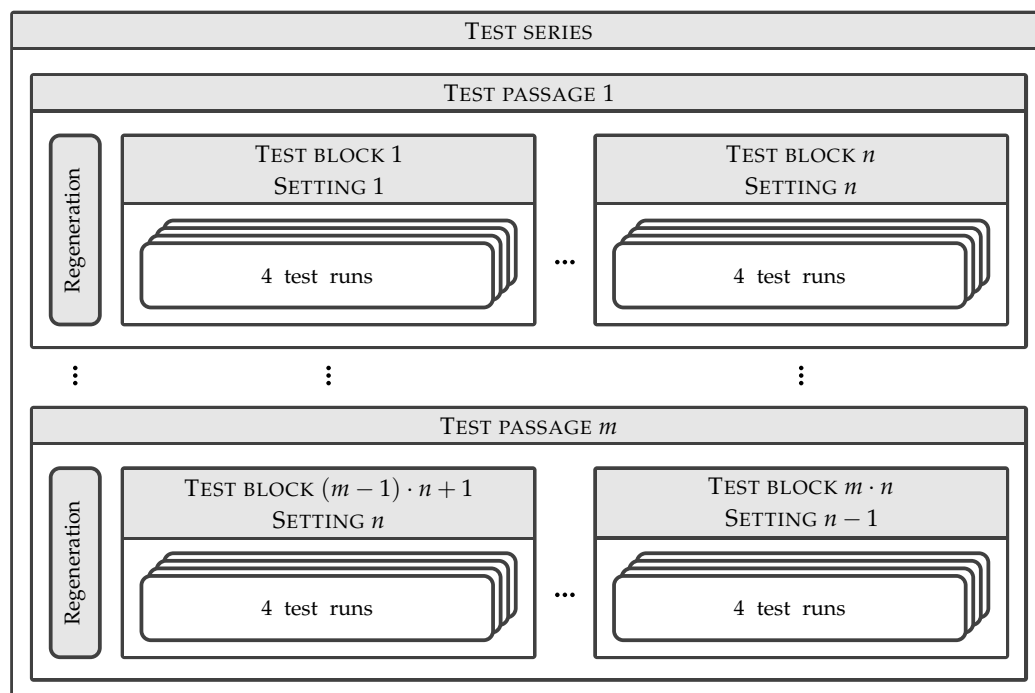 TEST SERIES
TEST PASSAGE 1
Regeneration
TEST BLOCK 1
SETTING 1
4 test runs
...
TEST BLOCK n
SETTING n
4 test runs
⋮ ⋮ ⋮
TEST PASSAGE m
Regeneration
TEST BLOCK (m − 1) · n + 1
SETTING n
4 test runs
...
TEST BLOCK m · n
SETTING n − 1
4 test runs